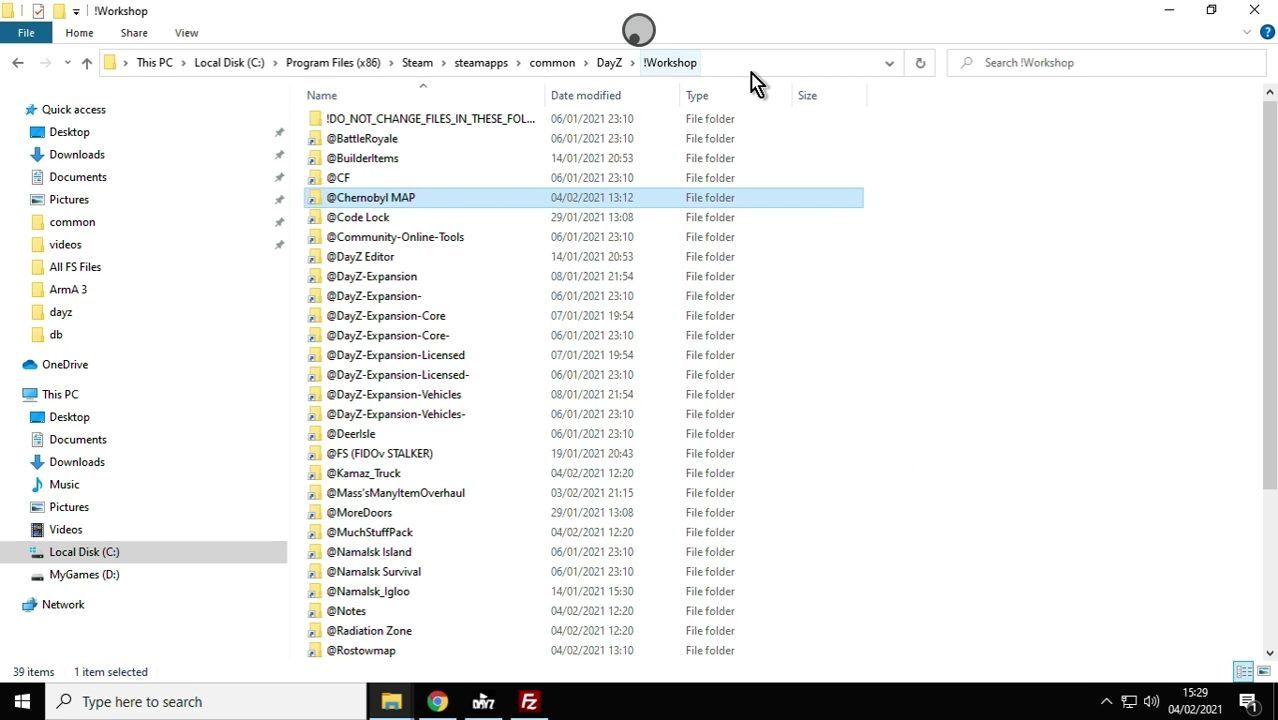 !Workshop
File Home Share View
This PC > Local Disk (C:) > Program Files (x86) > Steam > steamapps > common > DayZ > !Workshop
Search !Workshop
Name Date modified Type Size
Quick access
Desktop
Downloads
Documents
Pictures
common
videos
All FS Files
ArmA 3
dayz
db
OneDrive
This PC
Desktop
Documents
Downloads
Music
Pictures
Videos
Local Disk (C:)
MyGames (D:)
Network
!DO_NOT_CHANGE_FILES_IN_THESE_FOL... 06/01/2021 23:10 File folder
@BattleRoyale 06/01/2021 23:10 File folder
@BuilderItems 14/01/2021 20:53 File folder
@CF 06/01/2021 23:10 File folder
@Chernobyl MAP 04/02/2021 13:12 File folder
@Code Lock 29/01/2021 13:08 File folder
@Community-Online-Tools 06/01/2021 23:10 File folder
@DayZ Editor 14/01/2021 20:53 File folder
@DayZ-Expansion 08/01/2021 21:54 File folder
@DayZ-Expansion- 06/01/2021 23:10 File folder
@DayZ-Expansion-Core 07/01/2021 19:54 File folder
@DayZ-Expansion-Core- 06/01/2021 23:10 File folder
@DayZ-Expansion-Licensed 07/01/2021 19:54 File folder
@DayZ-Expansion-Licensed- 06/01/2021 23:10 File folder
@DayZ-Expansion-Vehicles 08/01/2021 21:54 File folder
@DayZ-Expansion-Vehicles- 06/01/2021 23:10 File folder
@DeerIsle 06/01/2021 23:10 File folder
@FS (FIDOv STALKER) 19/01/2021 20:43 File folder
@Kamaz_Truck 04/02/2021 12:20 File folder
@Mass'sManyItemOverhaul 03/02/2021 21:15 File folder
@MoreDoors 29/01/2021 13:08 File folder
@MuchStuffPack 04/02/2021 12:20 File folder
@Namalsk Island 06/01/2021 23:10 File folder
@Namalsk Survival 06/01/2021 23:10 File folder
@Namalsk_Igloo 14/01/2021 15:30 File folder
@Notes 04/02/2021 12:20 File folder
@Radiation Zone 04/02/2021 12:20 File folder
@Rostowmap 04/02/2021 13:10 File folder
39 items 1 item selected
Type here to search
DAYZ
Fz
15:29
04/02/2021
1